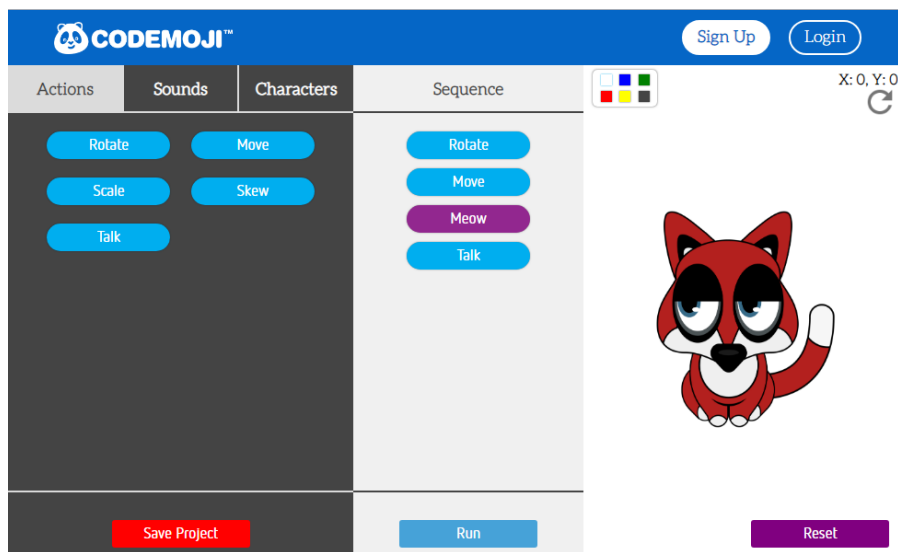 CODEMOJI™
Sign Up
Login
Actions
Sounds
Characters
Sequence
X: 0, Y: 0
Rotate
Move
Scale
Skew
Talk
Rotate
Move
Meow
Talk
Save Project
Run
Reset